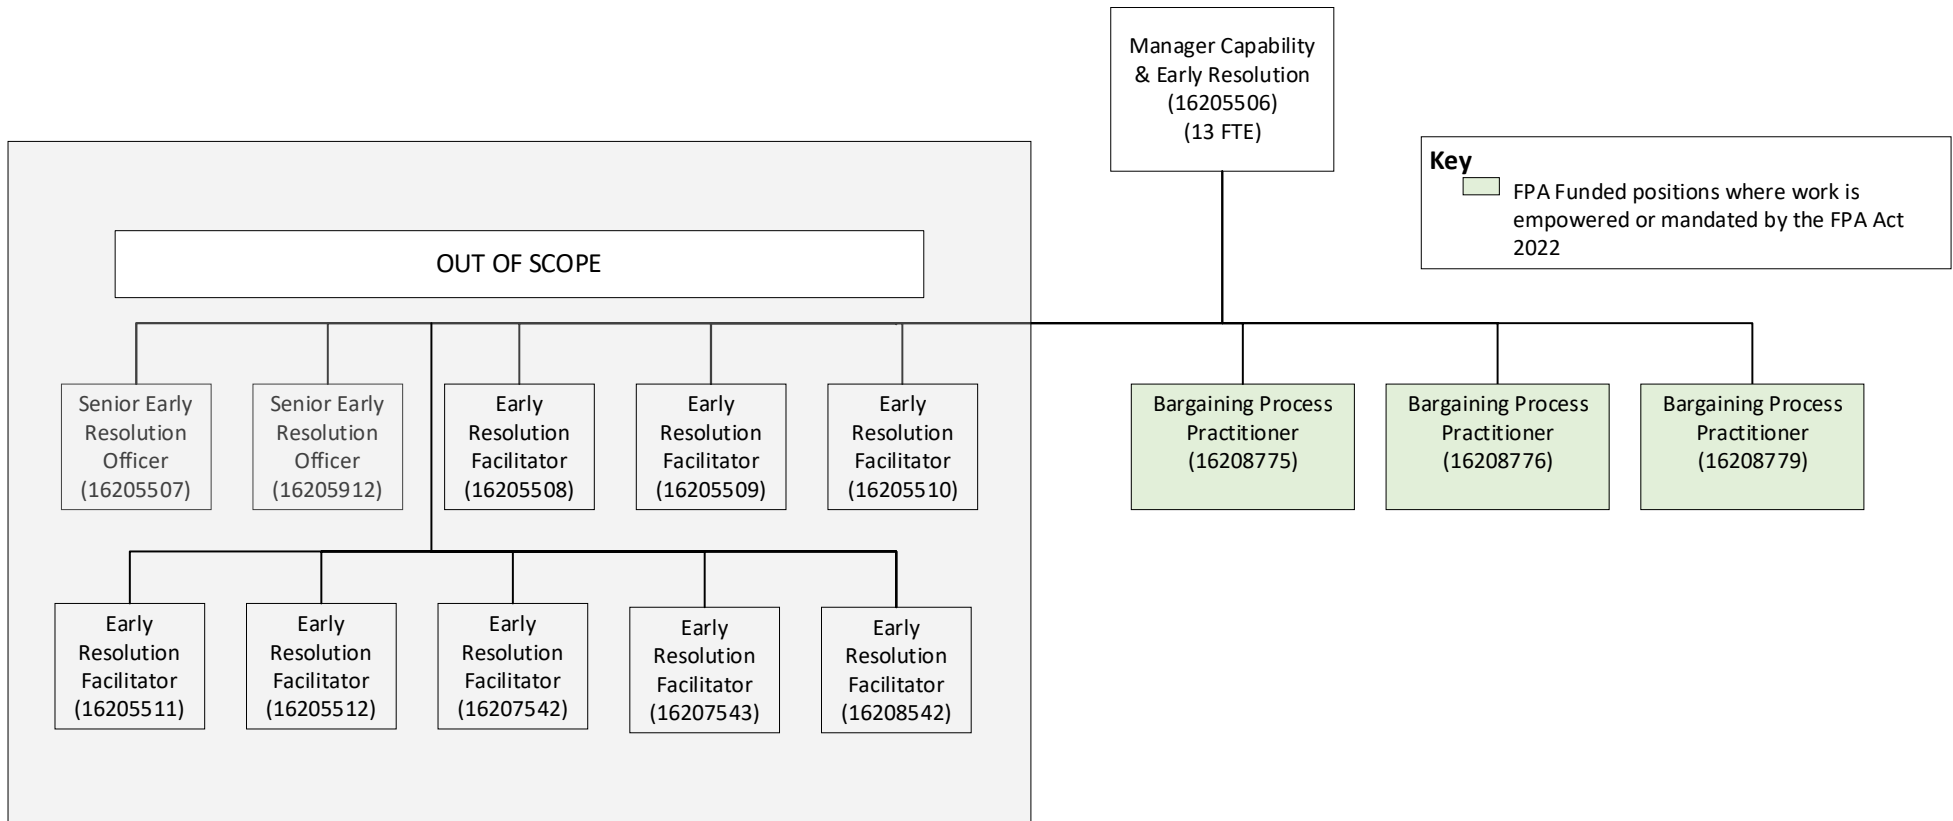 Manager Capability
& Early Resolution
(16205506)
(13 FTE)
Key
FPA Funded positions where work is
empowered or mandated by the FPA Act
2022
OUT OF SCOPE
Senior Early
Resolution
Officer
(16205507)
Senior Early
Resolution
Officer
(16205912)
Early
Resolution
Facilitator
(16205508)
Early
Resolution
Facilitator
(16205509)
Early
Resolution
Facilitator
(16205510)
Bargaining Process
Practitioner
(16208775)
Bargaining Process
Practitioner
(16208776)
Bargaining Process
Practitioner
(16208779)
Early
Resolution
Facilitator
(16205511)
Early
Resolution
Facilitator
(16205512)
Early
Resolution
Facilitator
(16207542)
Early
Resolution
Facilitator
(16207543)
Early
Resolution
Facilitator
(16208542)